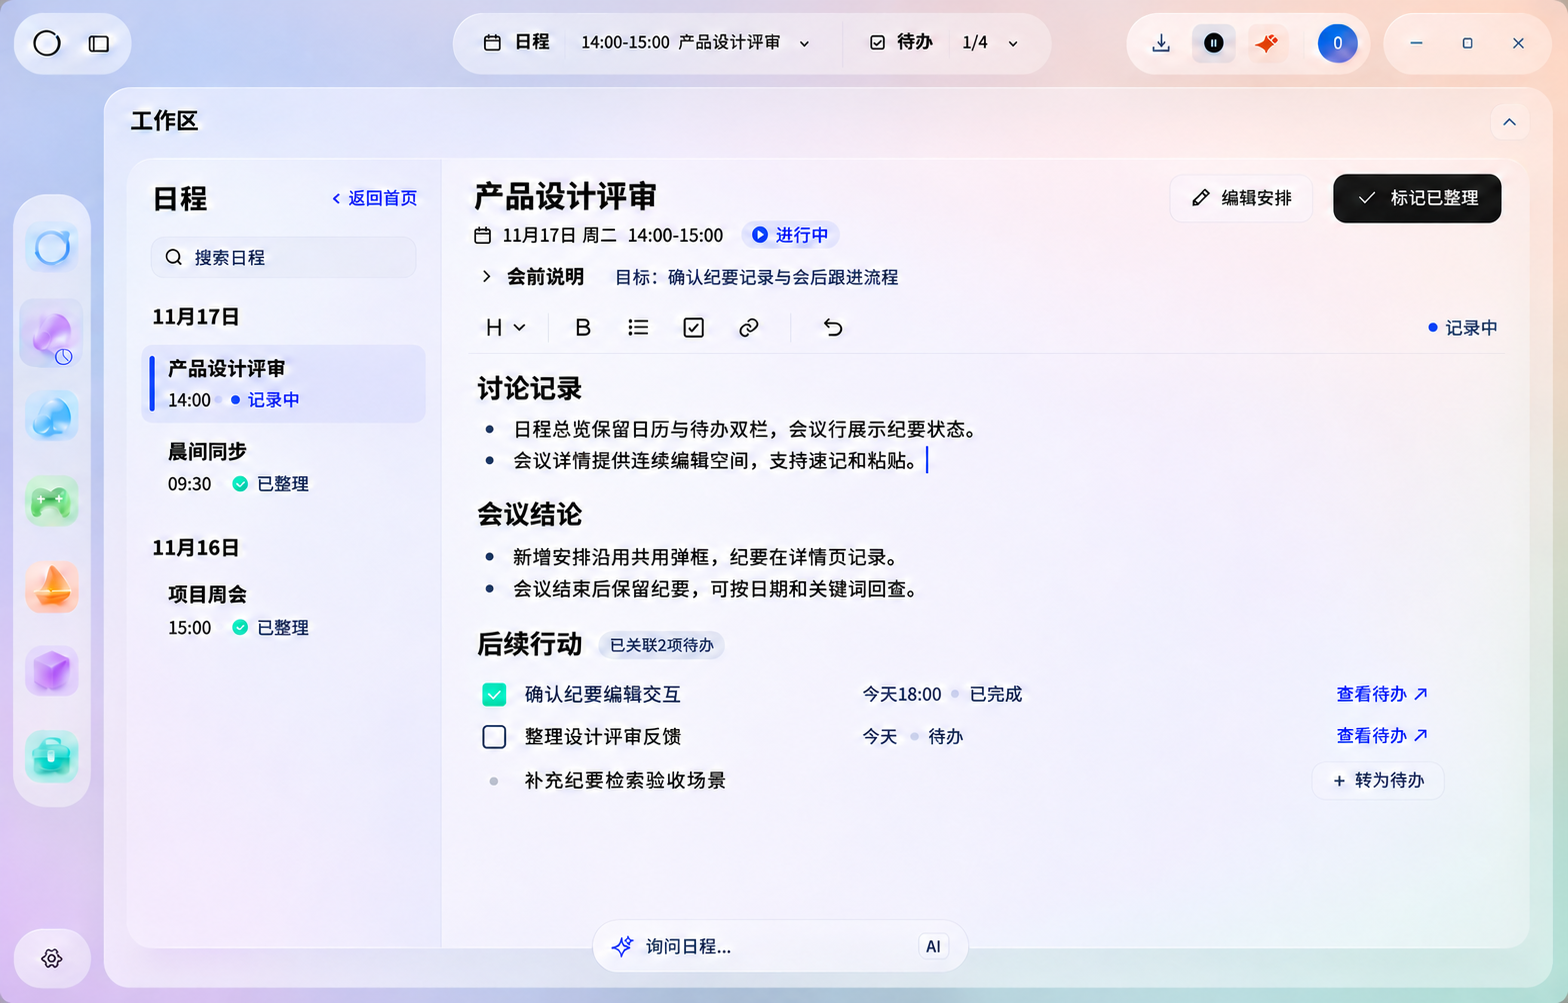 日程 14:00-15:00 产品设计评审
待办 1/4
0
工作区
日程
返回首页
搜索日程
11月17日
产品设计评审
14:00 记录中
晨间同步
09:30 已整理
11月16日
项目周会
15:00 已整理
产品设计评审
编辑安排
标记已整理
11月17日 周二 14:00-15:00 进行中
会前说明 目标：确认纪要记录与会后跟进流程
H B
记录中
讨论记录
日程总览保留日历与待办双栏，会议行展示纪要状态。
会议详情提供连续编辑空间，支持速记和粘贴。
会议结论
新增安排沿用共用弹框，纪要在详情页记录。
会议结束后保留纪要，可按日期和关键词回查。
后续行动 已关联2项待办
确认纪要编辑交互 今天18:00 已完成 查看待办
整理设计评审反馈 今天 待办 查看待办
补充纪要检索验收场景 + 转为待办
询问日程... AI